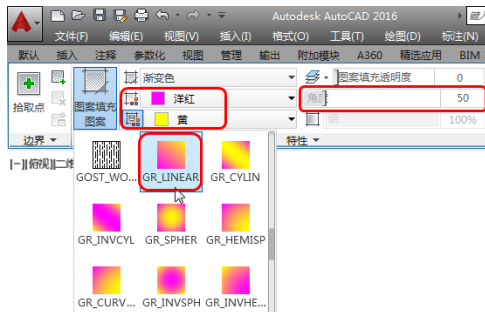 Autodesk AutoCAD 2016
文件(F) 编辑(E) 视图(V) 插入(I) 格式(O) 工具(T) 绘图(D) 标注(N)
默认 插入 注释 参数化 视图 管理 输出 附加模块 A360 精选应用 BIM
渐变色 图案填充透明度 0
洋红 角度 50
拾取点 图案填充图案 黄 明 100%
边界 特性
[-][俯视]
GOST_WO... GR_LINEAR GR_CYLIN
GR_INVCYL GR_SPHER GR_HEMISP
GR_CURV... GR_INVSPH GR_INVHE...